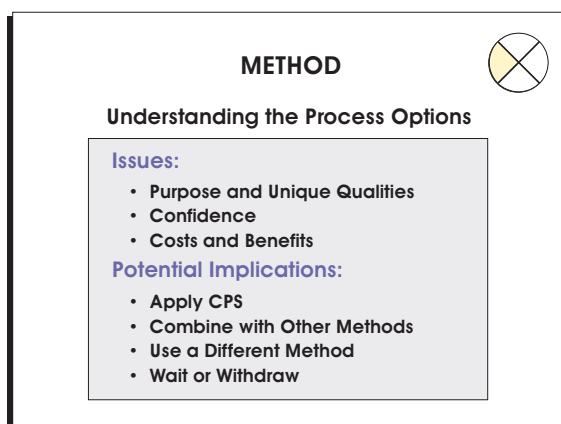 METHOD
Understanding the Process Options
Issues:
• Purpose and Unique Qualities
• Confidence
• Costs and Benefits
Potential Implications:
• Apply CPS
• Combine with Other Methods
• Use a Different Method
• Wait or Withdraw